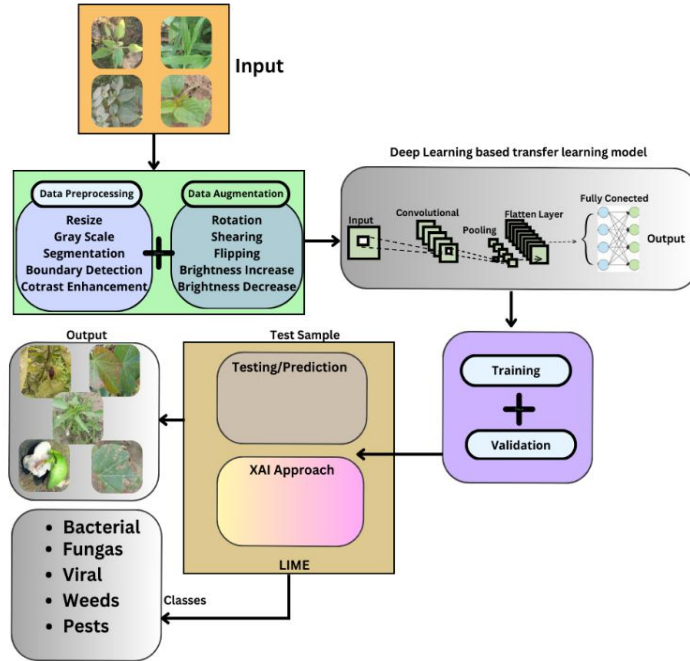 Input
Data Preprocessing
Resize
Gray Scale
Segmentation
Boundary Detection
Cotrast Enhancement
Data Augmentation
Rotation
Shearing
Flipping
Brightness Increase
Brightness Decrease
Deep Learning based transfer learning model
Input
Convolutional
Pooling
Flatten Layer
Fully Conected
Output
Training
Validation
Test Sample
Testing/Prediction
XAI Approach
LIME
Output
Classes
Bacterial
Fungas
Viral
Weeds
Pests